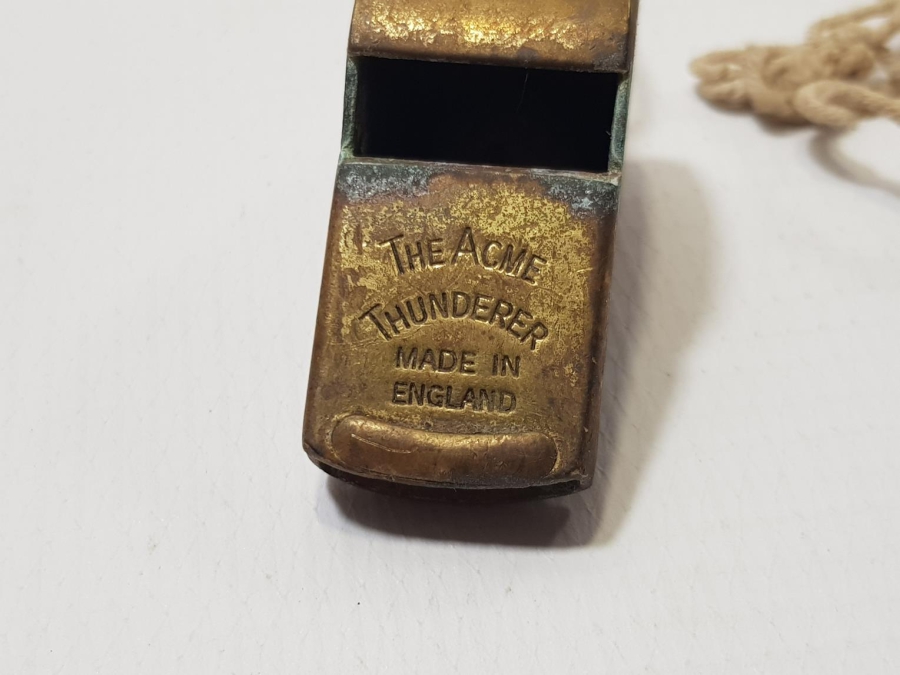 The Acme
Thunderer
MADE IN
ENGLAND